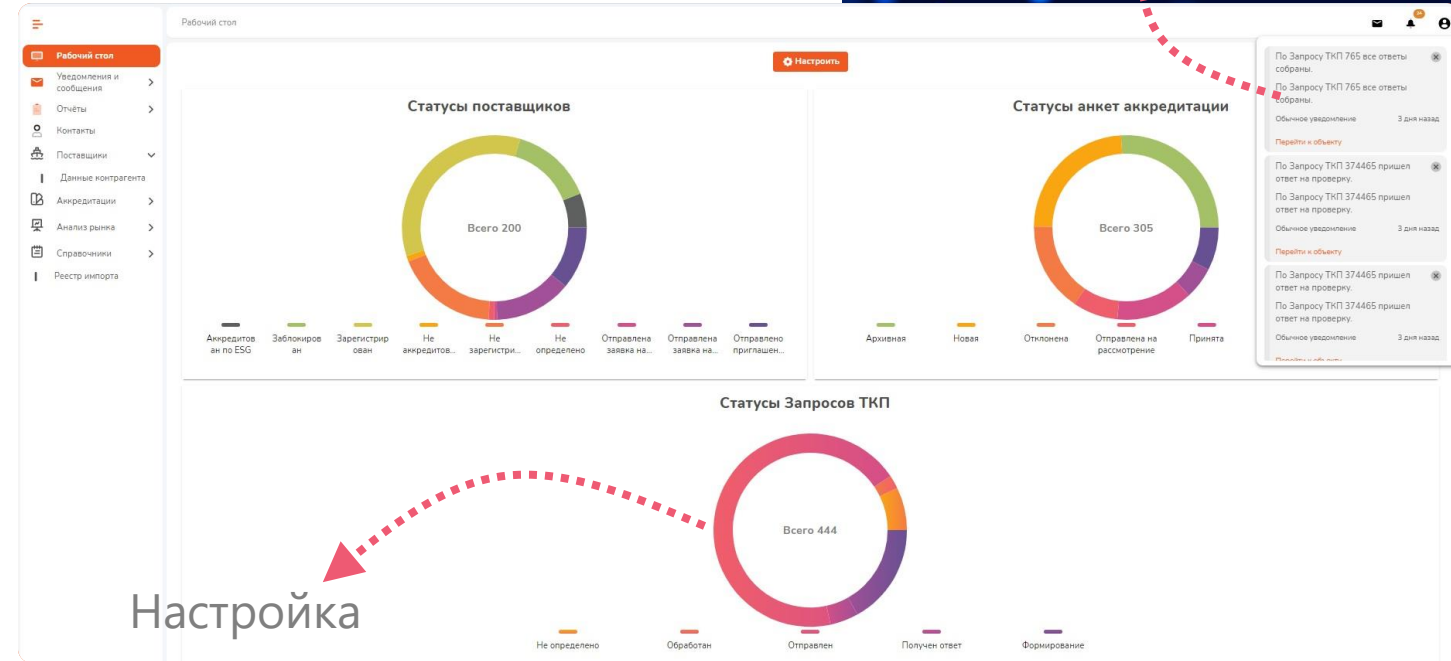 Рабочий стол
Рабочий стол
Уведомления и
сообщения
Отчёты
Контакты
Поставщики
Данные контрагента
Аккредитации
Анализ рынка
Справочники
Реестр импорта
Настроить
Статусы поставщиков
Всего 200
Аккредитов
ан по ESG
Заблокиров
ан
Зарегистрир
ован
Не
аккредитов...
Не
зарегистри...
Не
определено
Отправлена
заявка на...
Отправлена
заявка на...
Отправлено
приглашен...
Статусы анкет аккредитации
Всего 305
Архивная
Новая
Отклонена
Отправлена на
рассмотрение
Принята
По Запросу ТКП 765 все ответы
собраны.
По Запросу ТКП 765 все ответы
собраны.
Обычное уведомление 3 дня назад
Перейти к объекту
По Запросу ТКП 374465 пришел
ответ на проверку.
По Запросу ТКП 374465 пришел
ответ на проверку.
Обычное уведомление 3 дня назад
Перейти к объекту
По Запросу ТКП 374465 пришел
ответ на проверку.
По Запросу ТКП 374465 пришел
ответ на проверку.
Обычное уведомление 3 дня назад
Перейти к объекту
Статусы Запросов ТКП
Всего 444
Не определено
Обработан
Отправлен
Получен ответ
Формирование
Настройка